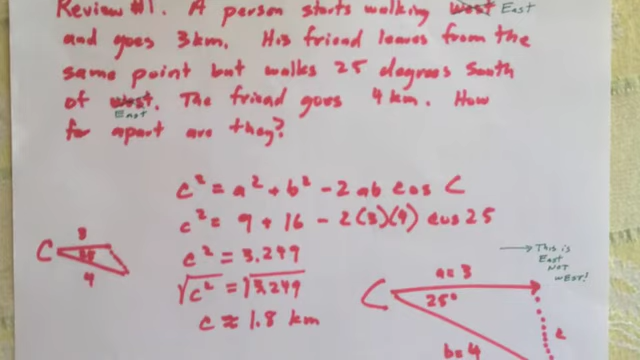 Review #1. A person starts walking west East
and goes 3km. His friend leaves from the
same point but walks 25 degrees South
of west. The friend goes 4 km. How
East
far apart are they?
c² = a² + b² - 2ab cos C
c² = 9 + 16 - 2(3)(4) cos 25
c² = 3.249
√c² = √3.249
c ≈ 1.8 km
3
C 25
4
→ This is
East
NOT
WEST!
a = 3
C 25°
c
b = 4